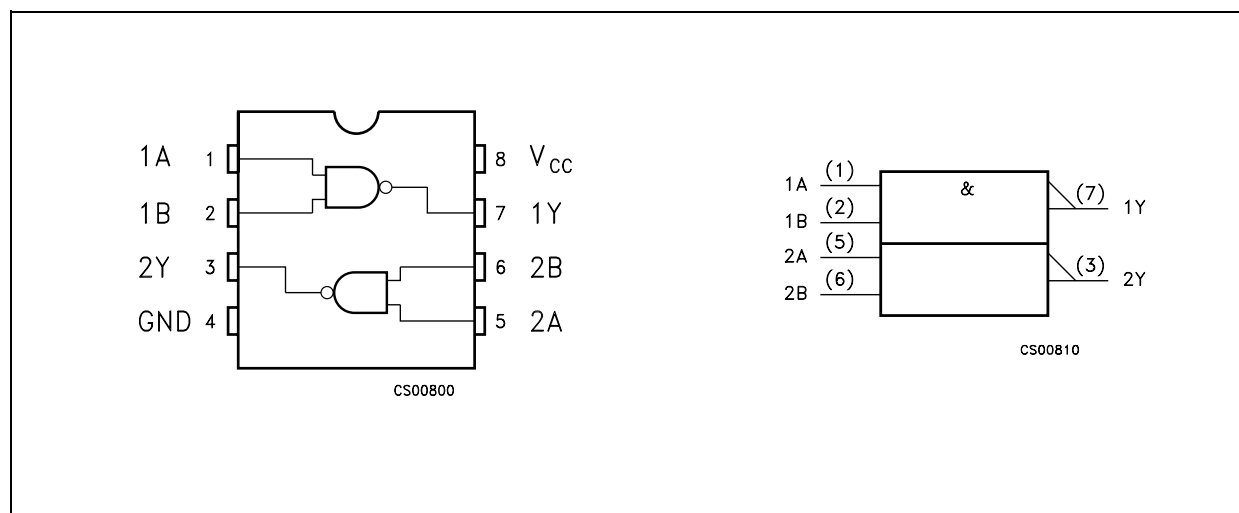 1A 1 8 VCC
1B 2 7 1Y
2Y 3 6 2B
GND 4 5 2A
CS00800
&
1A (1) (7) 1Y
1B (2)
2A (5) (3) 2Y
2B (6)
CS00810